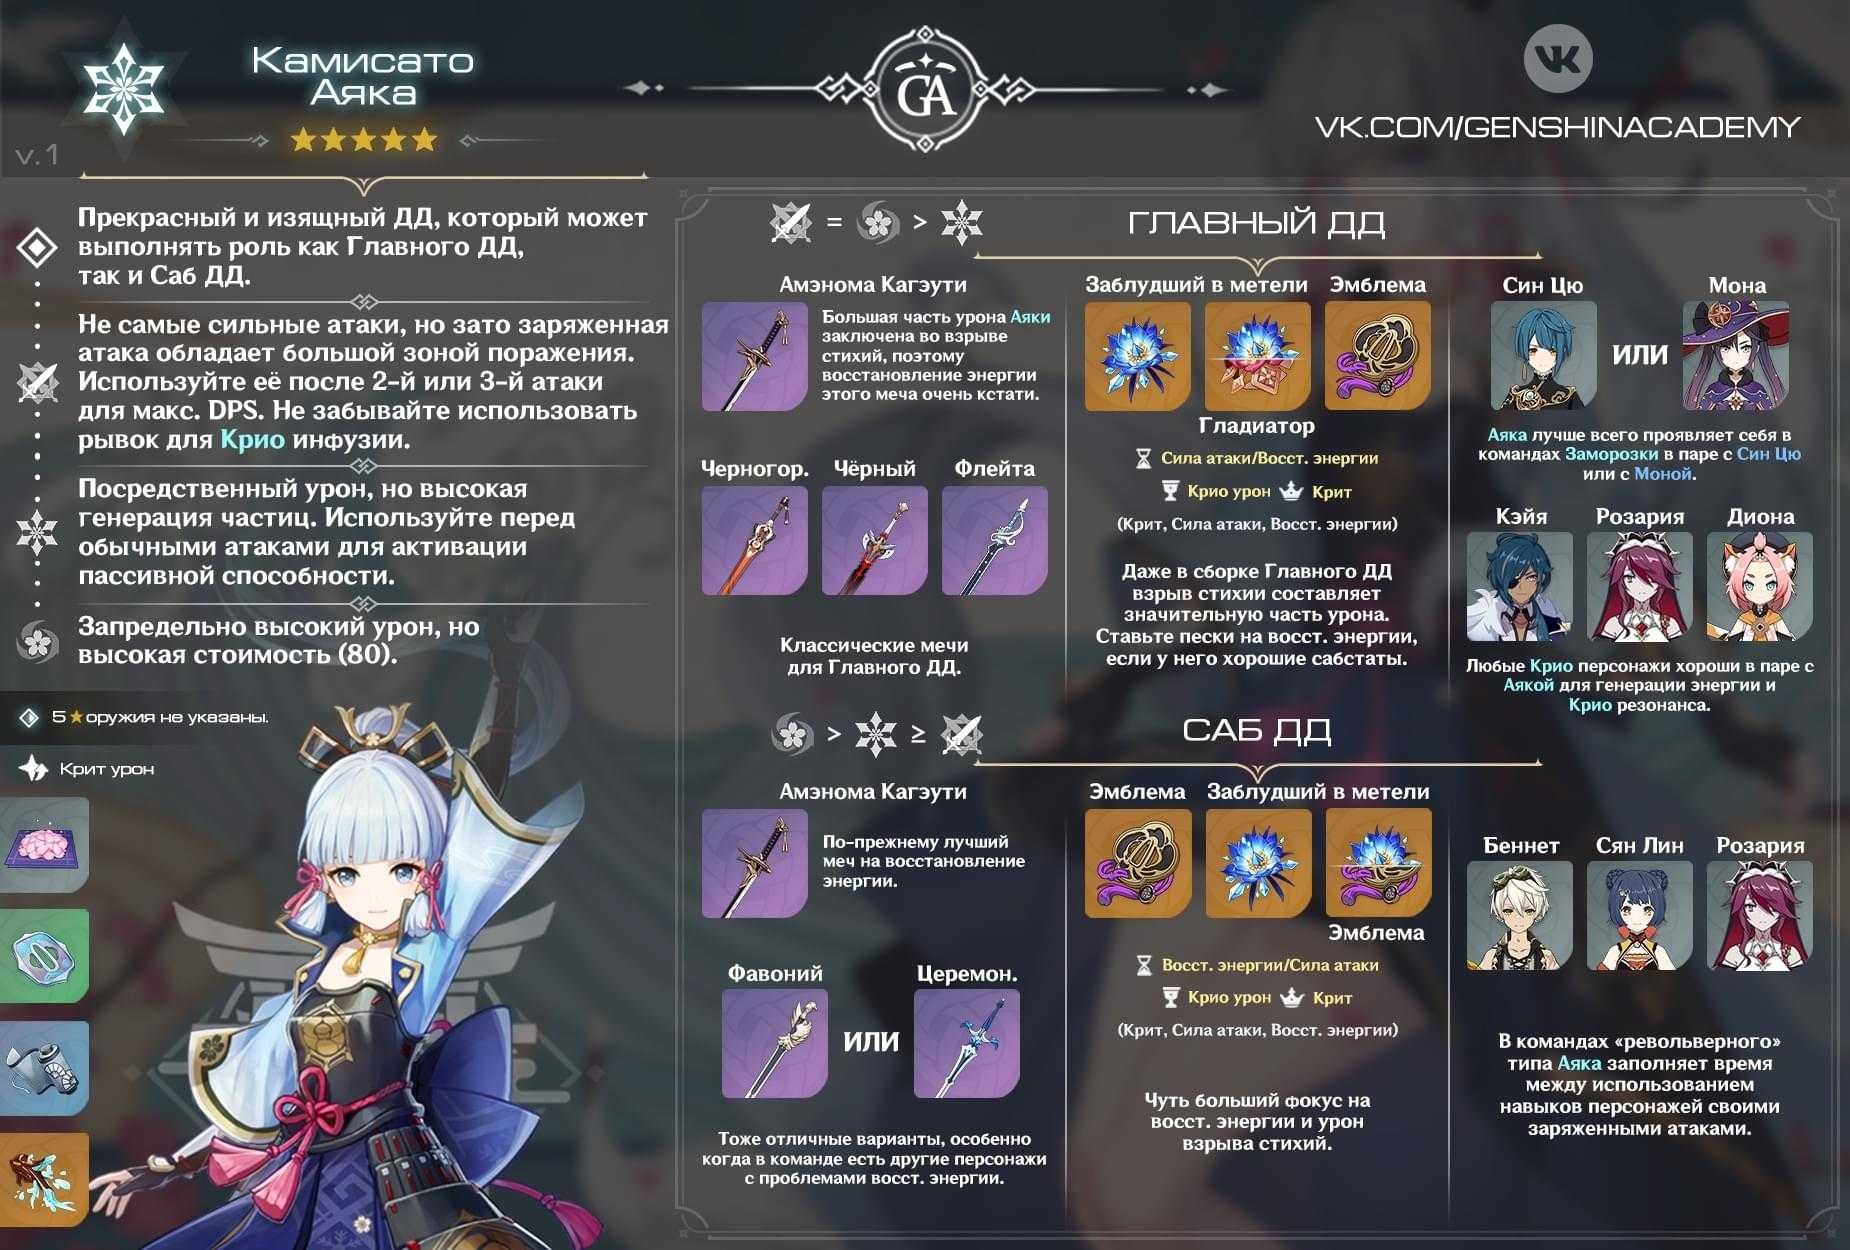 Камисато
Аяка
v.1
GA
VK
VK.COM/GENSHINACADEMY
Прекрасный и изящный ДД, который может
выполнять роль как Главного ДД,
так и Саб ДД.
Не самые сильные атаки, но зато заряженная
атака обладает большой зоной поражения.
Используйте её после 2-й или 3-й атаки
для макс. DPS. Не забывайте использовать
рывок для Крио инфузии.
Посредственный урон, но высокая
генерация частиц. Используйте перед
обычными атаками для активации
пассивной способности.
Запредельно высокий урон, но
высокая стоимость (80).
5★оружия не указаны.
Крит урон
= > ГЛАВНЫЙ ДД
Амэнома Кагэути
Большая часть урона Аяки
заключена во взрыве
стихий, поэтому
восстановление энергии
этого меча очень кстати.
Черногор. Чёрный Флейта
Классические мечи
для Главного ДД.
Заблудший в метели Эмблема
Гладиатор
Сила атаки/Восст. энергии
Крио урон Крит
(Крит, Сила атаки, Восст. энергии)
Даже в сборке Главного ДД
взрыв стихии составляет
значительную часть урона.
Ставьте пески на восст. энергии,
если у него хорошие сабстаты.
Син Цю Мона
ИЛИ
Аяка лучше всего проявляет себя в
командах Заморозки в паре с Син Цю
или с Моной.
Кэйя Розария Диона
Любые Крио персонажи хороши в паре с
Аякой для генерации энергии и
Крио резонанса.
> ≥ САБ ДД
Амэнома Кагэути
По-прежнему лучший
меч на восстановление
энергии.
Фавоний Церемон.
ИЛИ
Тоже отличные варианты, особенно
когда в команде есть другие персонажи
с проблемами восст. энергии.
Эмблема Заблудший в метели
Эмблема
Восст. энергии/Сила атаки
Крио урон Крит
(Крит, Сила атаки, Восст. энергии)
Чуть больший фокус на
восст. энергии и урон
взрыва стихий.
Беннет Сян Лин Розария
В командах «револьверного»
типа Аяка заполняет время
между использованием
навыков персонажей своими
заряженными атаками.